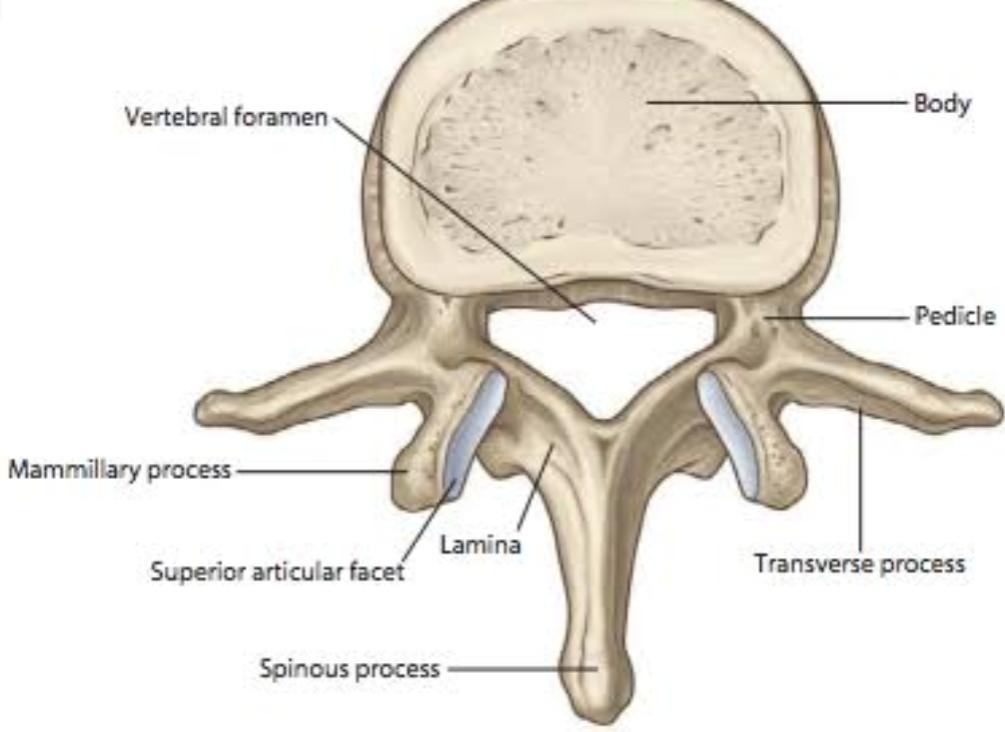 Body
Vertebral foramen
Pedicle
Mammillary process
Lamina
Superior articular facet
Transverse process
Spinous process